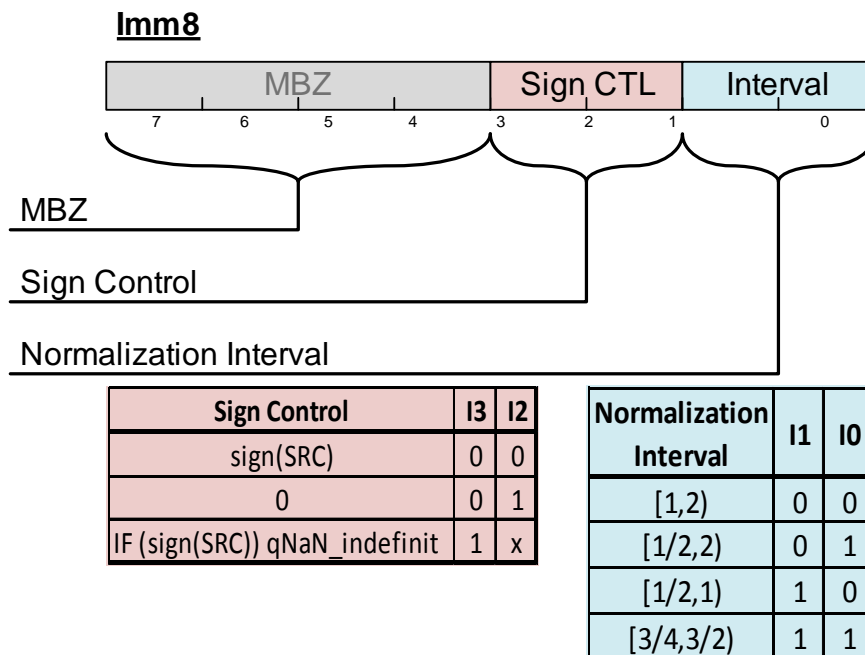 Imm8
MBZ Sign CTL Interval
7 6 5 4 3 2 1 0
MBZ
Sign Control
Normalization Interval
Sign Control I3 I2
sign(SRC) 0 0
0 0 1
IF (sign(SRC)) qNaN_indefinit 1 x
Normalization
Interval I1 I0
[1,2) 0 0
[1/2,2) 0 1
[1/2,1) 1 0
[3/4,3/2) 1 1